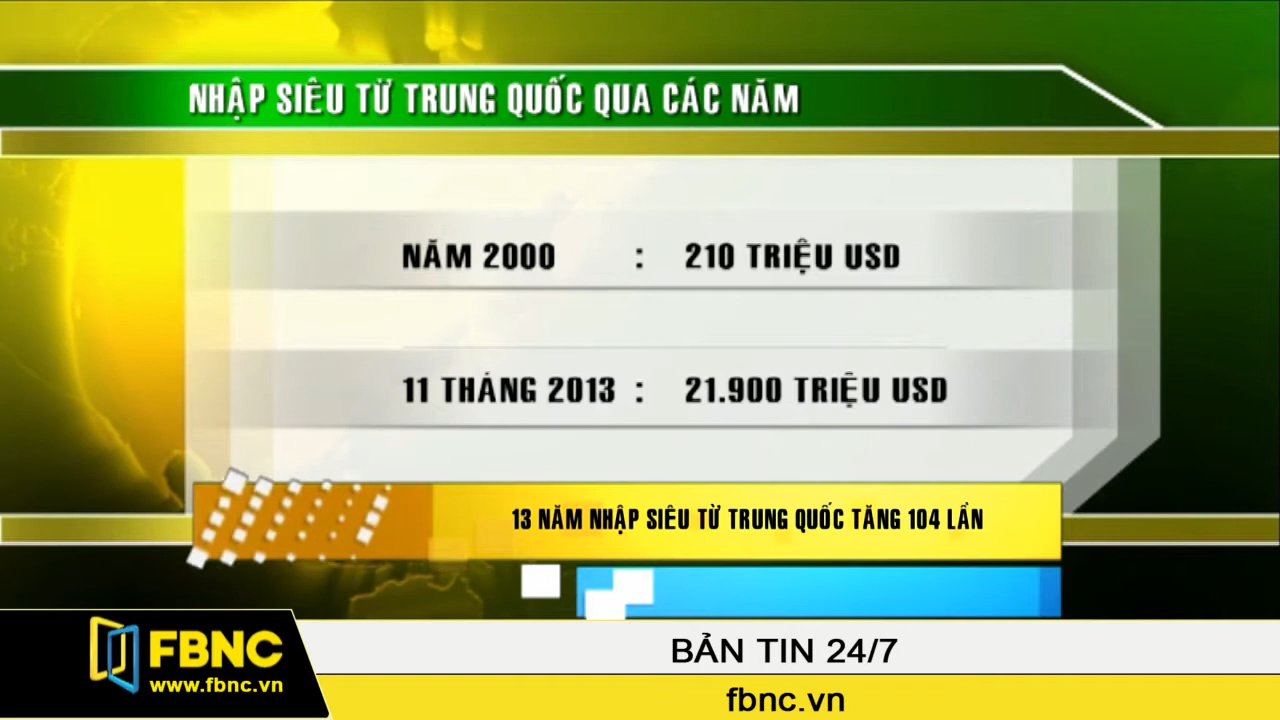 NHẬP SIÊU TỪ TRUNG QUỐC QUA CÁC NĂM
NĂM 2000 : 210 TRIỆU USD
11 THÁNG 2013 : 21.900 TRIỆU USD
13 NĂM NHẬP SIÊU TỪ TRUNG QUỐC TĂNG 104 LẦN
FBNC
www.fbnc.vn
BẢN TIN 24/7
fbnc.vn